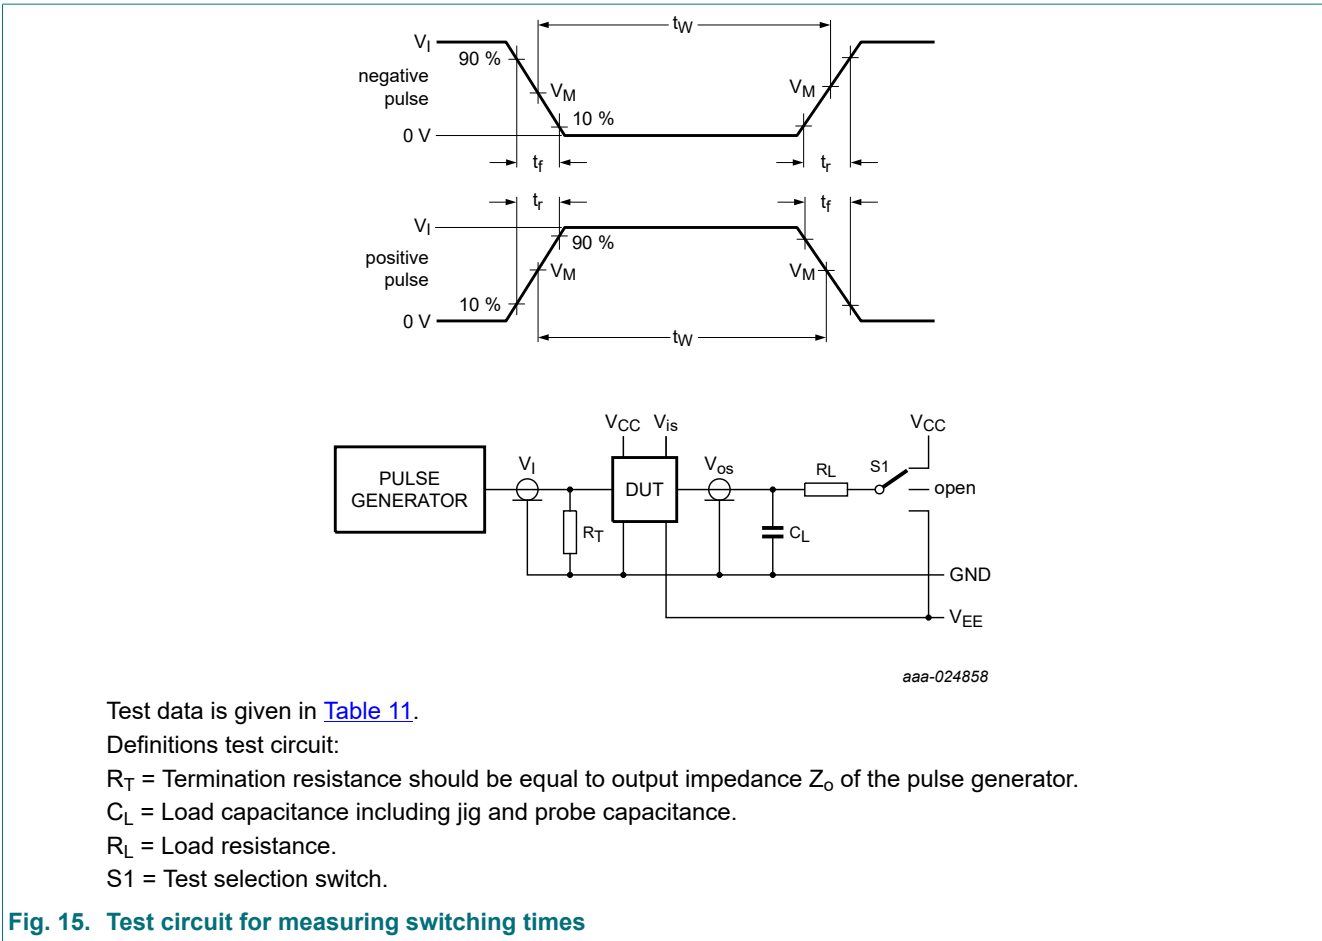 tW
VI
90 %
negative
pulse
VM
VM
10 %
0 V
tf
tr
tr
tf
VI
90 %
positive
pulse
VM
VM
10 %
0 V
tW
VCC Vis
VCC
PULSE
GENERATOR
VI
DUT
Vos
RL
S1
open
RT
CL
GND
VEE
aaa-024858
Test data is given in Table 11.
Definitions test circuit:
RT = Termination resistance should be equal to output impedance Zo of the pulse generator.
CL = Load capacitance including jig and probe capacitance.
RL = Load resistance.
S1 = Test selection switch.
Fig. 15. Test circuit for measuring switching times